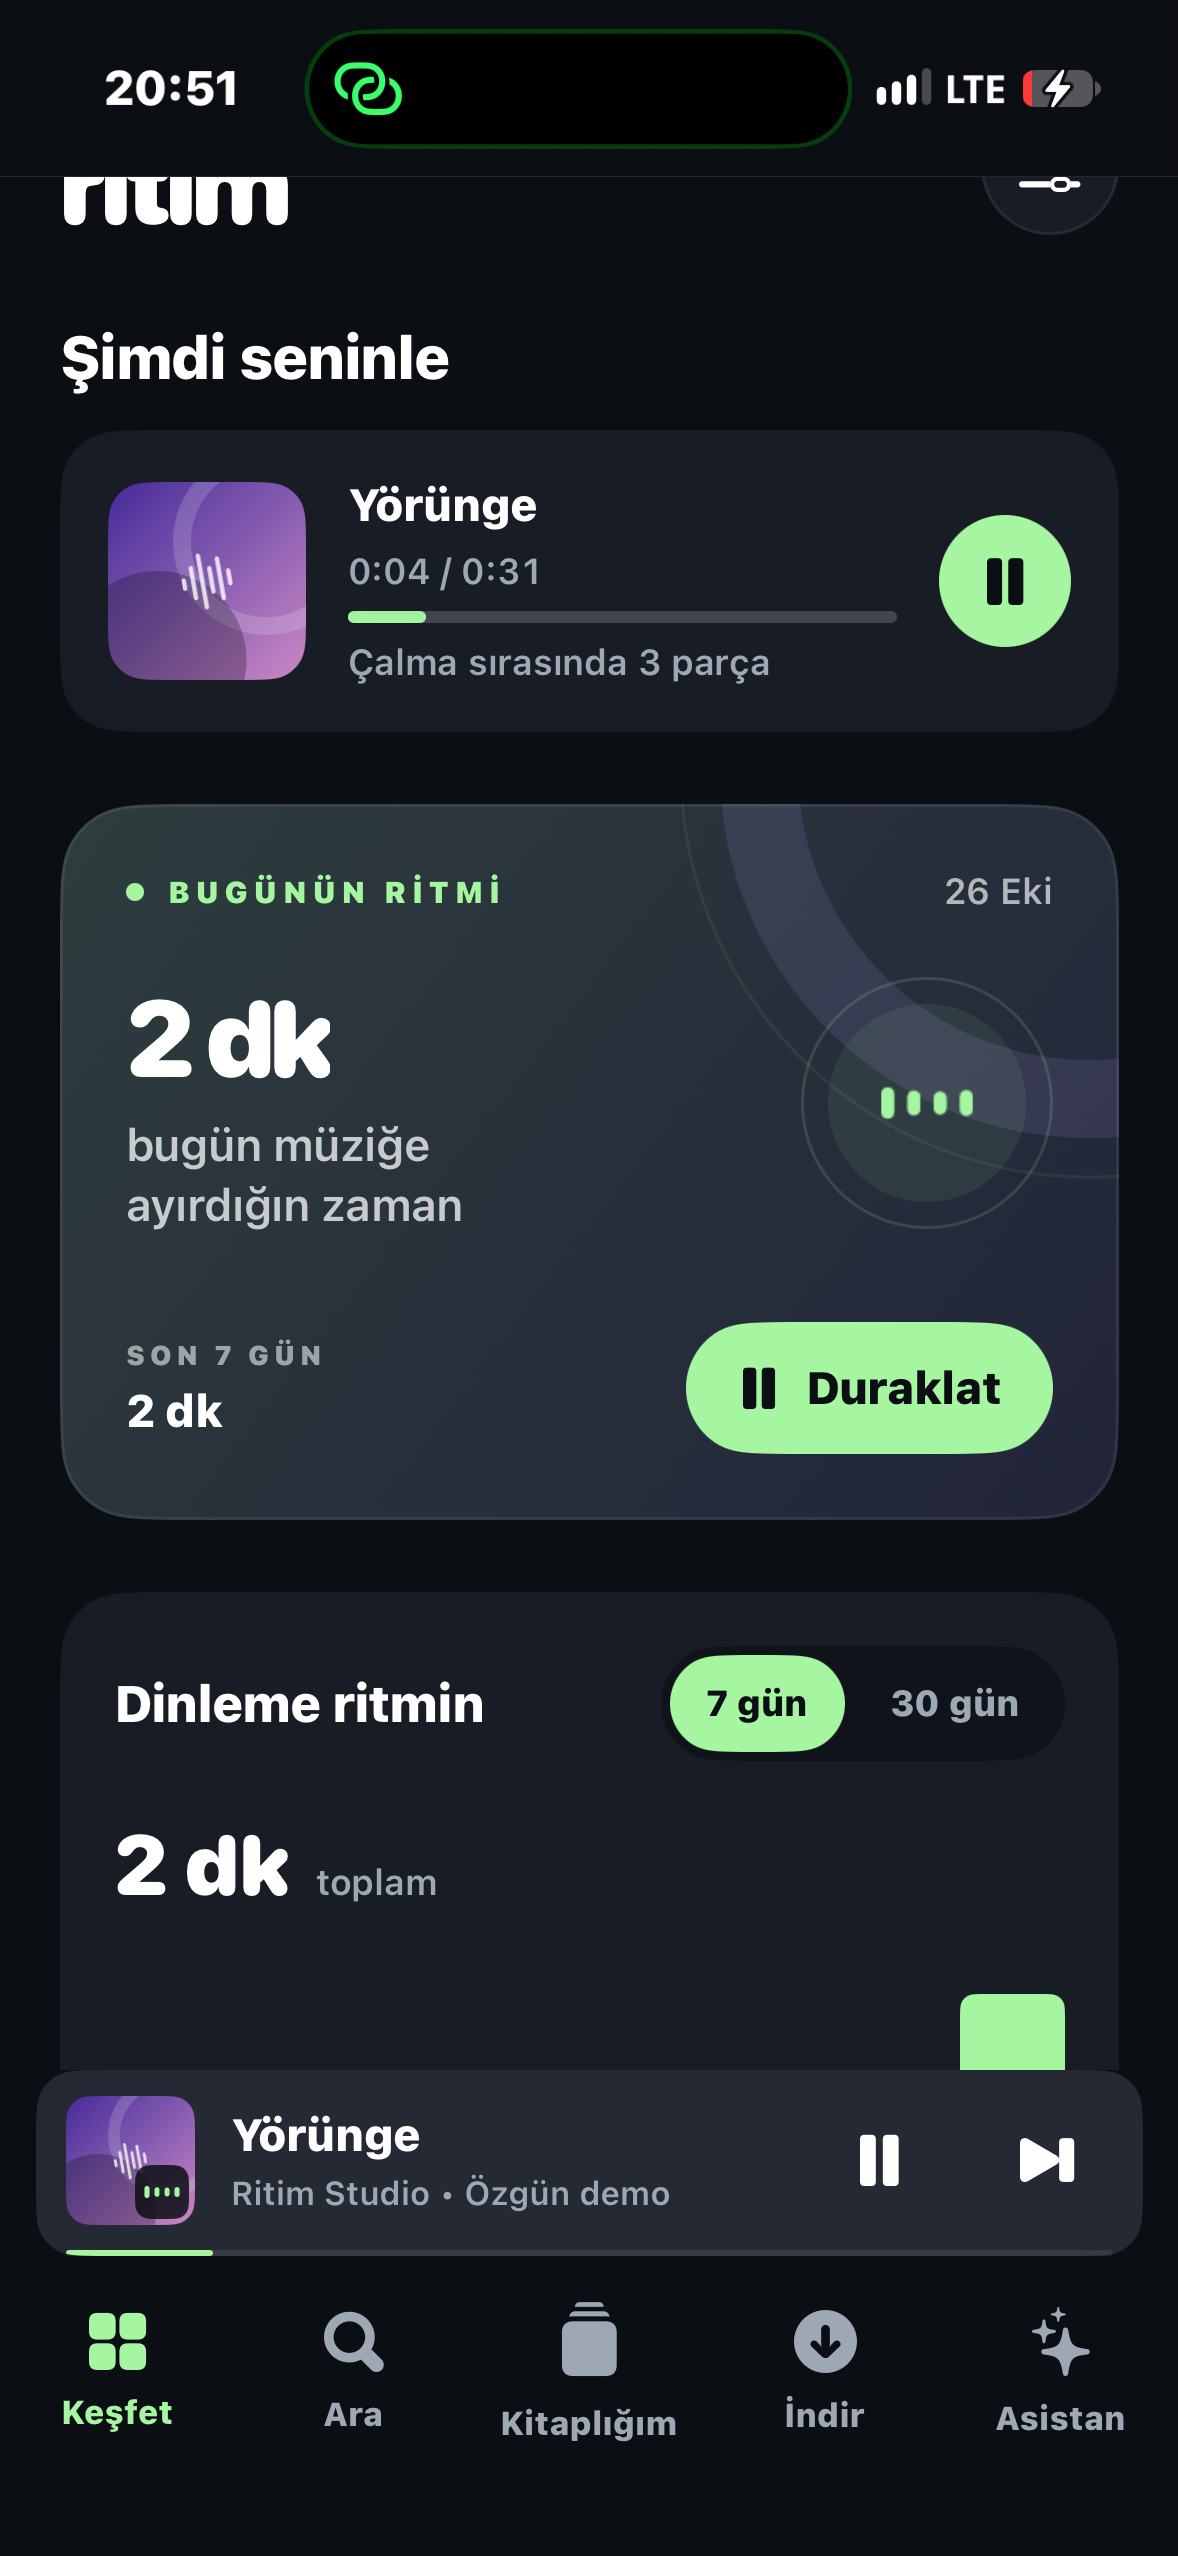 20:51
LTE
ritim
Şimdi seninle
Yörünge
0:04 / 0:31
Çalma sırasında 3 parça
BUGÜNÜN RİTMİ
26 Eki
2 dk
bugün müziğe
ayırdığın zaman
SON 7 GÜN
2 dk
Duraklat
Dinleme ritmin
7 gün
30 gün
2 dk toplam
Yörünge
Ritim Studio • Özgün demo
Keşfet
Ara
Kitaplığım
İndir
Asistan